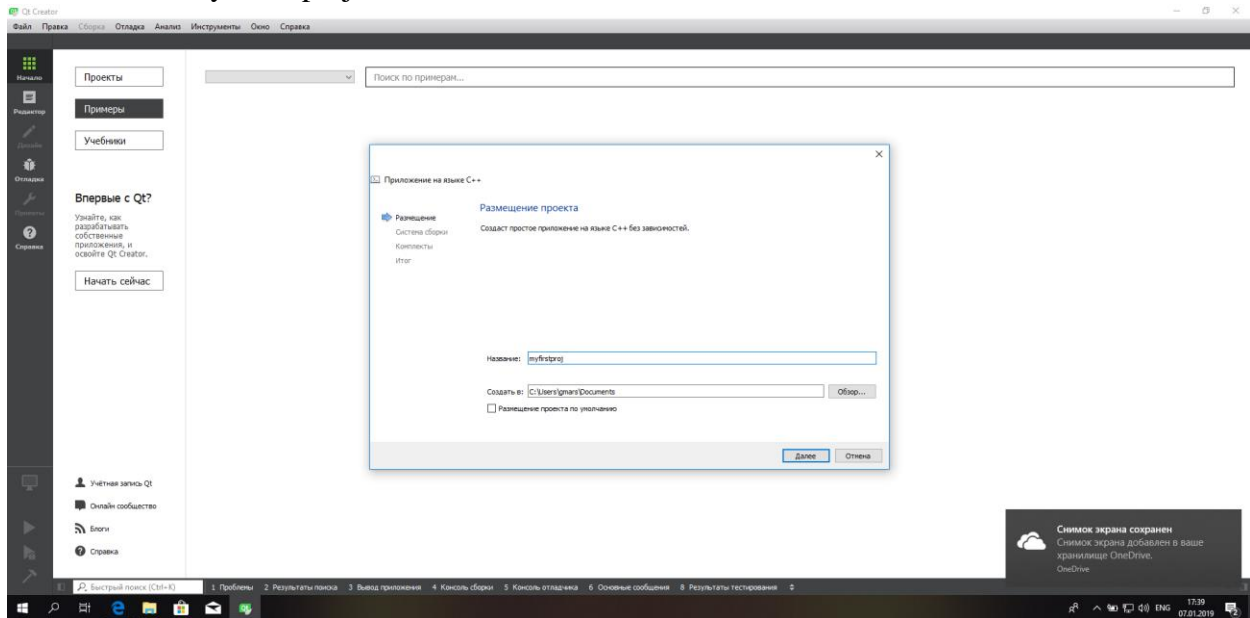 Qt Creator
Файл Правка Сборка Отладка Анализ Инструменты Окно Справка
Начало
Редактор
Дизайн
Отладка
Проекты
Справка
Проекты
Примеры
Учебники
Поиск по примерам...
Впервые с Qt?
Узнайте, как
разрабатывать
собственные
приложения, и
освойте Qt Creator.
Начать сейчас
Учётная запись Qt
Онлайн сообщество
Блоги
Справка
Приложение на языке C++
Размещение
Система сборки
Комплекты
Итог
Размещение проекта
Создаст простое приложение на языке C++ без зависимостей.
Название: myfirstproj
Создать в: C:\Users\gmars\Documents
Обзор...
Размещение проекта по умолчанию
Далее
Отмена
Снимок экрана сохранен
Снимок экрана добавлен в ваше
хранилище OneDrive.
OneDrive
Быстрый поиск (Ctrl+K)
1 Проблемы 2 Результаты поиска 3 Вывод приложения 4 Консоль сборки 5 Консоль отладчика 6 Основные сообщения 8 Результаты тестирования
ENG
17:39
07.01.2019
2